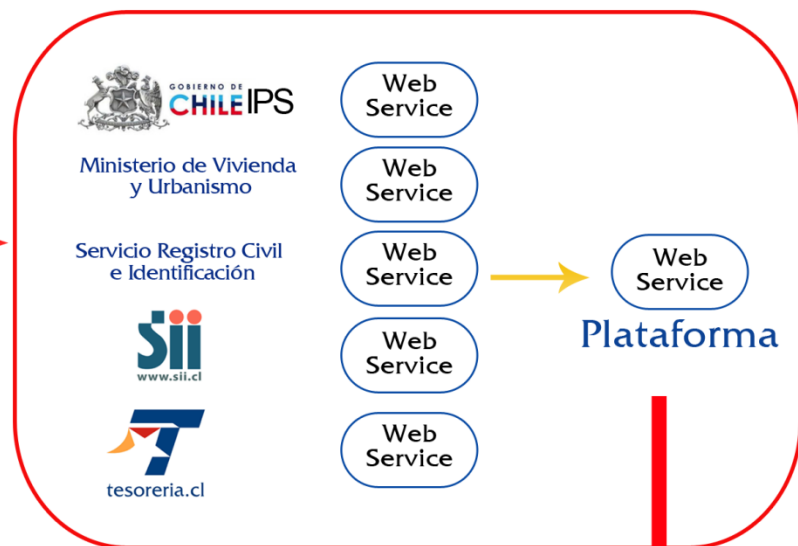 GOBIERNO DE
CHILE IPS
Web
Service
Ministerio de Vivienda
y Urbanismo
Web
Service
Servicio Registro Civil
e Identificación
Web
Service
Web
Service
Plataforma
sii
www.sii.cl
Web
Service
T
tesoreria.cl
Web
Service